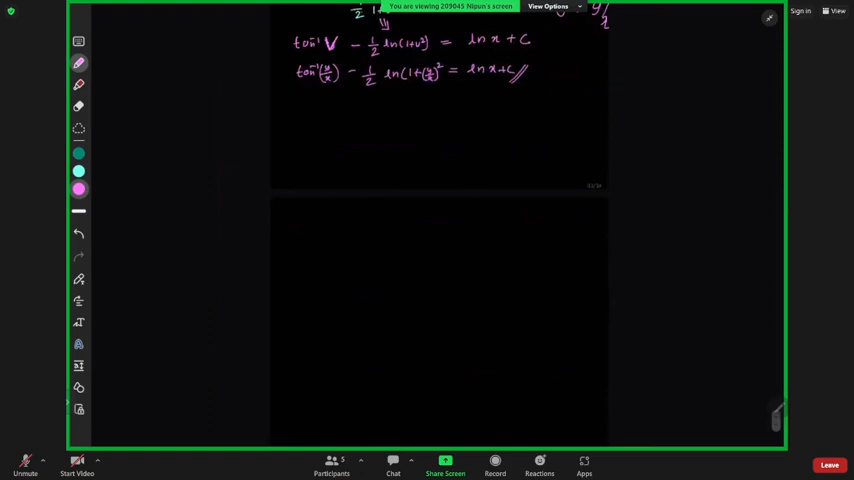 You are viewing 209045 Nipun's screen
View Options
Sign in
View
tan⁻¹ V - 1/2 ln(1+v²) = ln x + C
tan⁻¹(y/x) - 1/2 ln(1+(y/x)² = ln x+C //
Unmute
Start Video
Participants
5
Chat
Share Screen
Record
Reactions
Apps
Leave